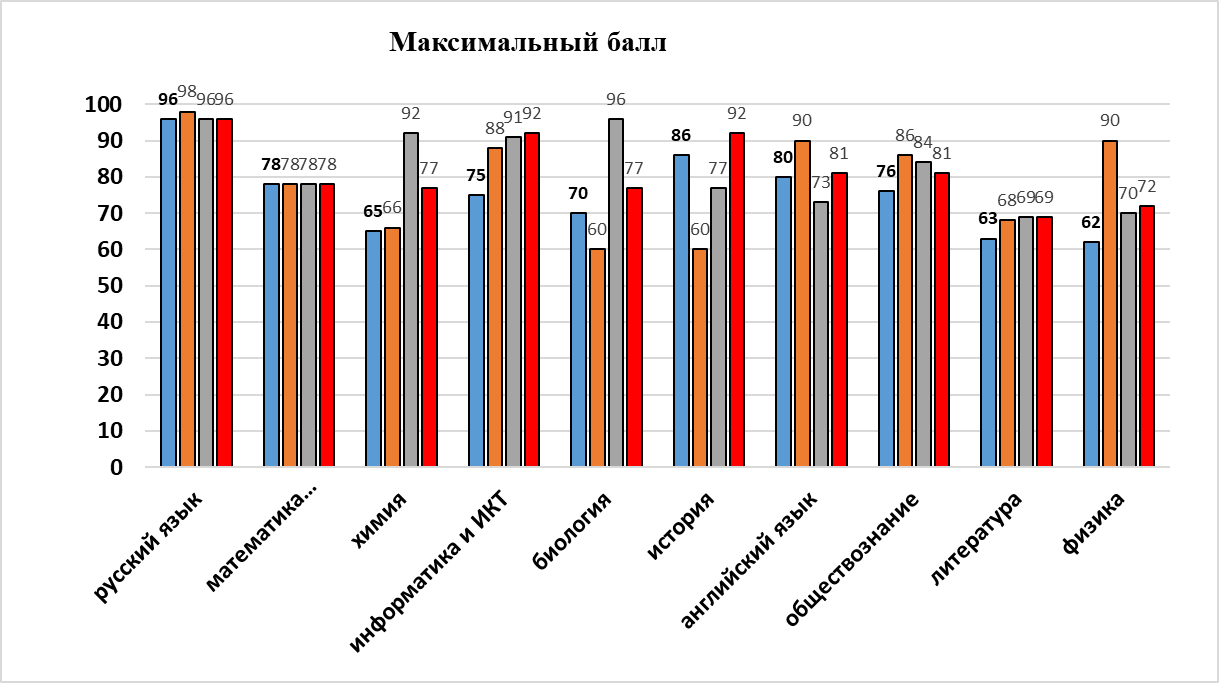 Максимальный балл
100
90
80
70
60
50
40
30
20
10
0
96 98 96 96
78 78 78 78
65 66 92 77
75 88 91 92
70 60 96 77
86 60 77 92
80 90 73 81
76 86 84 81
63 68 69 69
62 90 70 72
русский язык
математика...
химия
информатика и ИКТ
биология
история
английский язык
обществознание
литература
физика